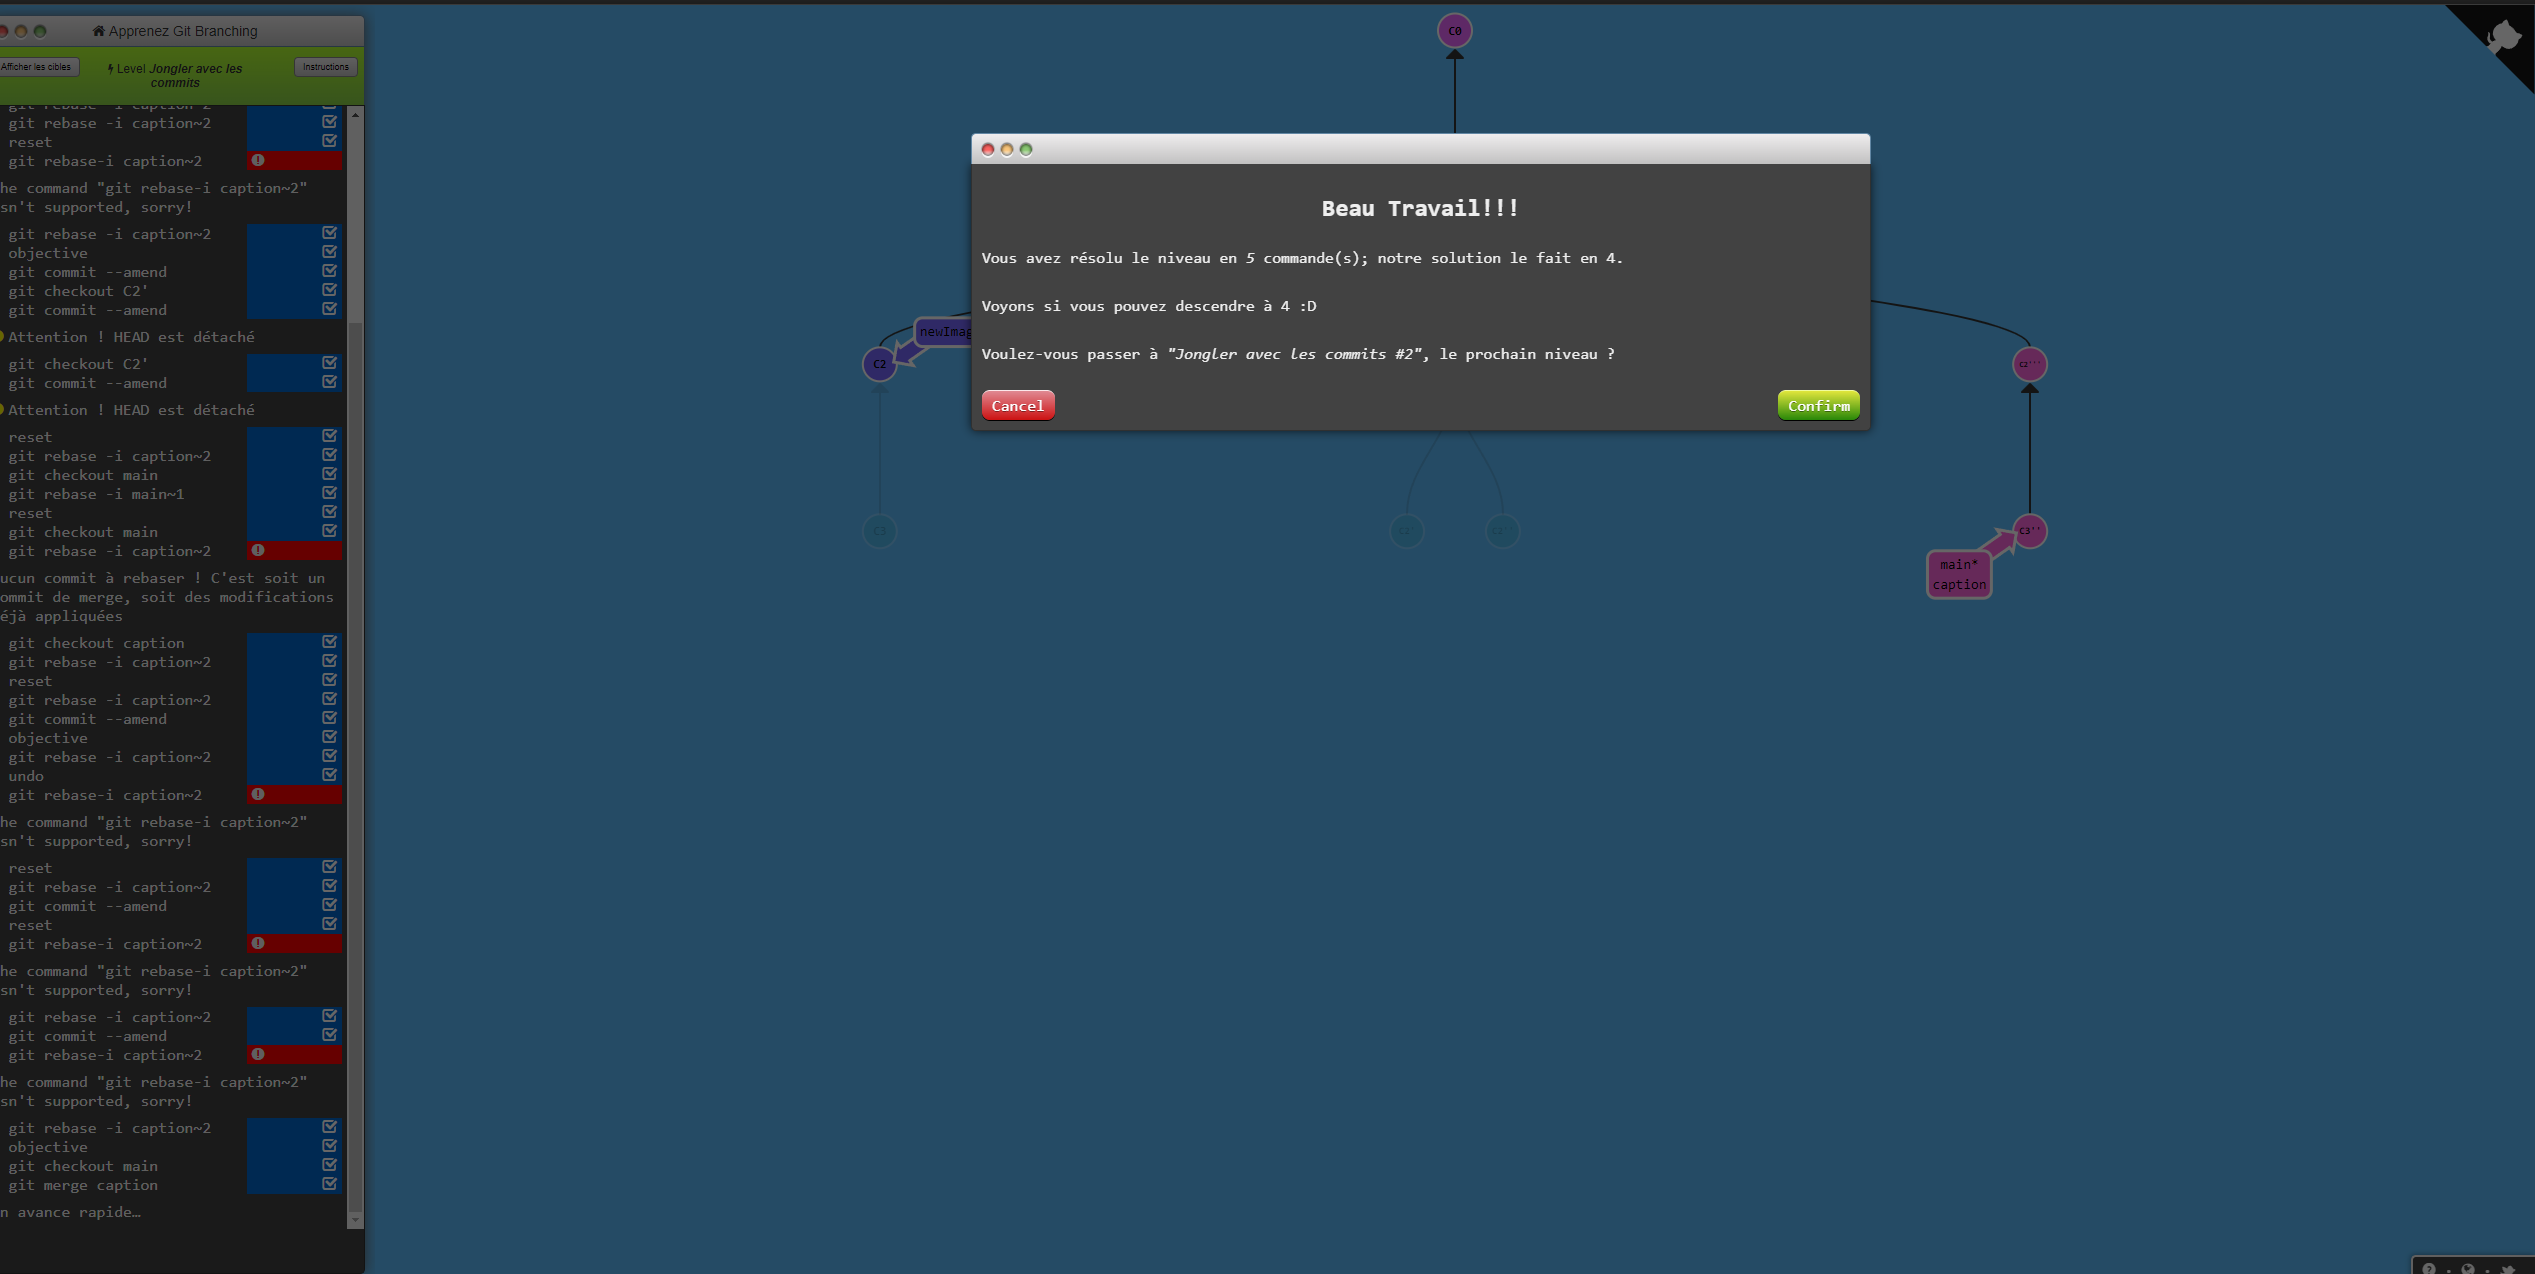 Apprenez Git Branching
Afficher les cibles
Level Jongler avec les
commits
Instructions
git rebase -i caption~2
git rebase -i caption~2
reset
git rebase-i caption~2
he command "git rebase-i caption~2"
sn't supported, sorry!
git rebase -i caption~2
objective
git commit --amend
git checkout C2'
git commit --amend
Attention ! HEAD est détaché
git checkout C2'
git commit --amend
Attention ! HEAD est détaché
reset
git rebase -i caption~2
git checkout main
git rebase -i main~1
reset
git checkout main
git rebase -i caption~2
ucun commit à rebaser ! C'est soit un
ommit de merge, soit des modifications
éjà appliquées
git checkout caption
git rebase -i caption~2
reset
git rebase -i caption~2
git commit --amend
objective
git rebase -i caption~2
undo
git rebase-i caption~2
he command "git rebase-i caption~2"
sn't supported, sorry!
reset
git rebase -i caption~2
git commit --amend
reset
git rebase-i caption~2
he command "git rebase-i caption~2"
sn't supported, sorry!
git rebase -i caption~2
git commit --amend
git rebase-i caption~2
he command "git rebase-i caption~2"
sn't supported, sorry!
git rebase -i caption~2
objective
git checkout main
git merge caption
n avance rapide…
C0
Beau Travail!!!
Vous avez résolu le niveau en 5 commande(s); notre solution le fait en 4.
Voyons si vous pouvez descendre à 4 :D
Voulez-vous passer à "Jongler avec les commits #2", le prochain niveau ?
Cancel
Confirm
newImag
C2
C2'''
C3
C3''
main*
caption